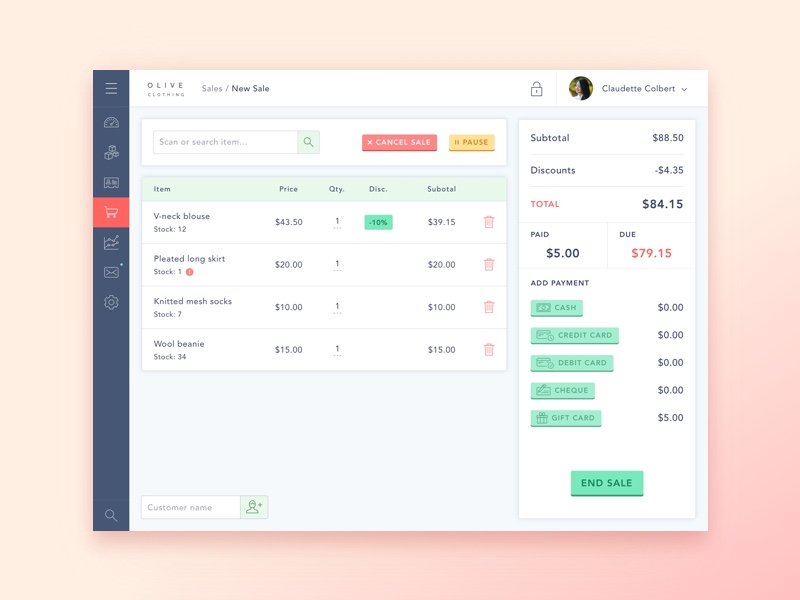 OLIVE
CLOTHING
Sales / New Sale
Claudette Colbert
Scan or search item...
CANCEL SALE
PAUSE
Item Price Qty. Disc. Subotal
V-neck blouse
Stock: 12
$43.50 1 -10% $39.15
Pleated long skirt
Stock: 1
$20.00 1 $20.00
Knitted mesh socks
Stock: 7
$10.00 1 $10.00
Wool beanie
Stock: 34
$15.00 1 $15.00
Customer name
Subtotal $88.50
Discounts -$4.35
TOTAL $84.15
PAID
$5.00
DUE
$79.15
ADD PAYMENT
CASH $0.00
CREDIT CARD $0.00
DEBIT CARD $0.00
CHEQUE $0.00
GIFT CARD $5.00
END SALE